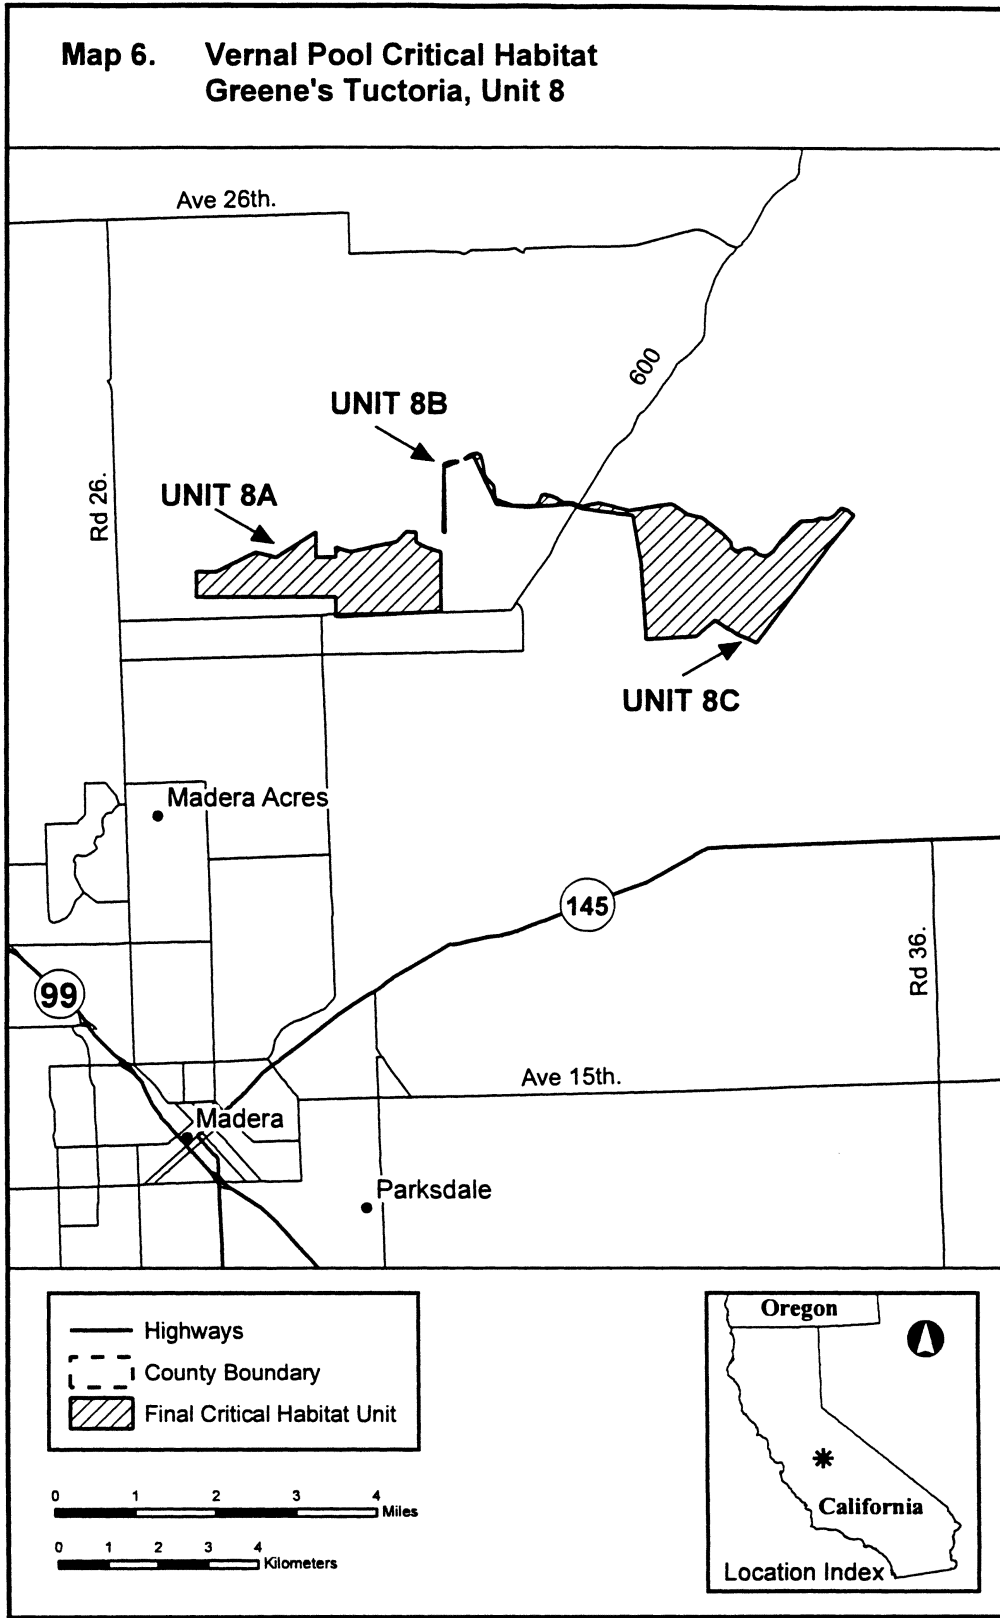 Map 6. Vernal Pool Critical Habitat
Greene's Tuctoria, Unit 8
Ave 26th.
600
UNIT 8B
Rd 26.
UNIT 8A
UNIT 8C
Madera Acres
145
Rd 36.
99
Ave 15th.
Madera
Parksdale
Highways
County Boundary
Final Critical Habitat Unit
0 1 2 3 4 Miles
0 1 2 3 4 Kilometers
Oregon
California
Location Index